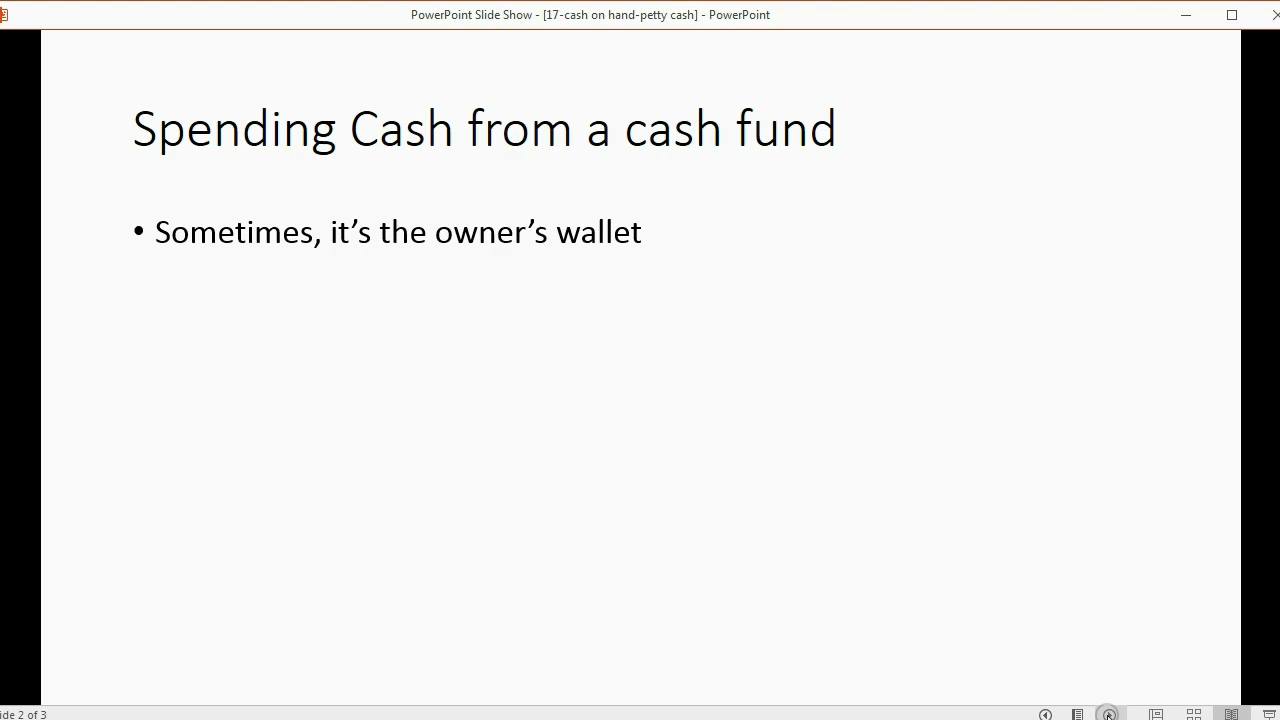 PowerPoint Slide Show - [17-cash on hand-petty cash] - PowerPoint
Spending Cash from a cash fund
• Sometimes, it’s the owner’s wallet
ide 2 of 3